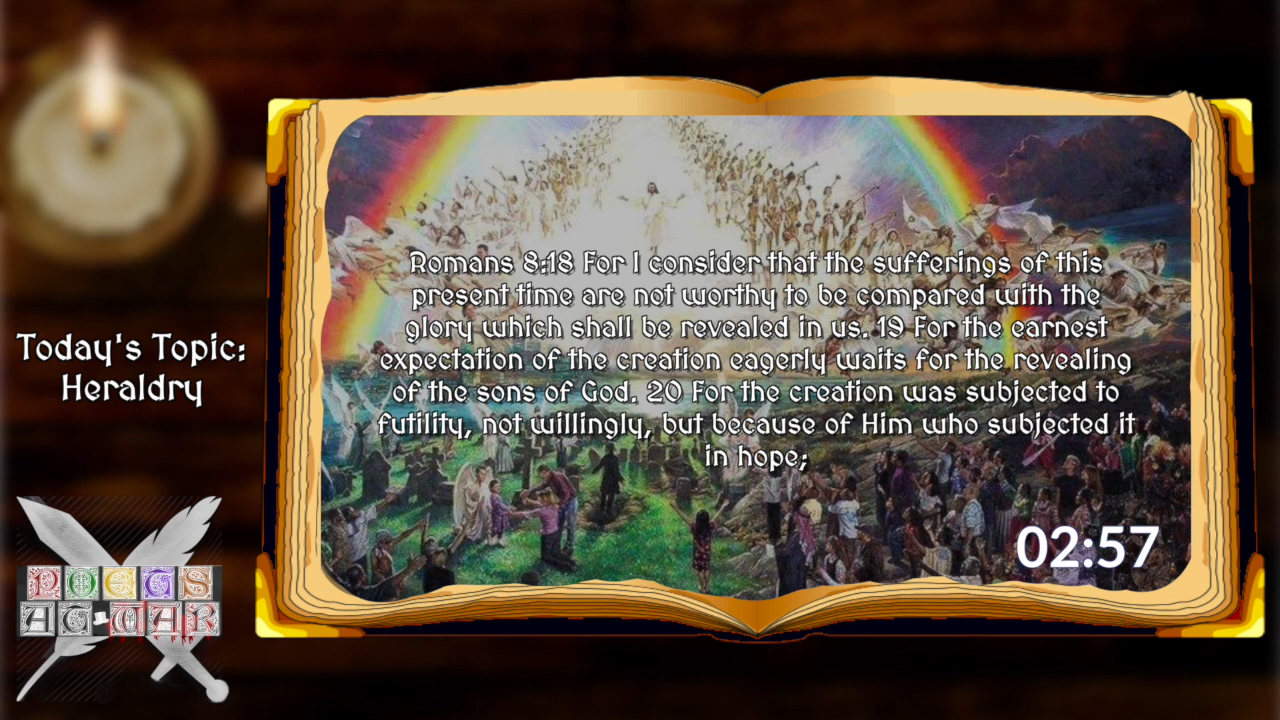 Today's Topic:
Heraldry
POETS
AT WAR
Romans 8:18 For I consider that the sufferings of this
present time are not worthy to be compared with the
glory which shall be revealed in us. 19 For the earnest
expectation of the creation eagerly waits for the revealing
of the sons of God. 20 For the creation was subjected to
futility, not willingly, but because of Him who subjected it
in hope;
02:57